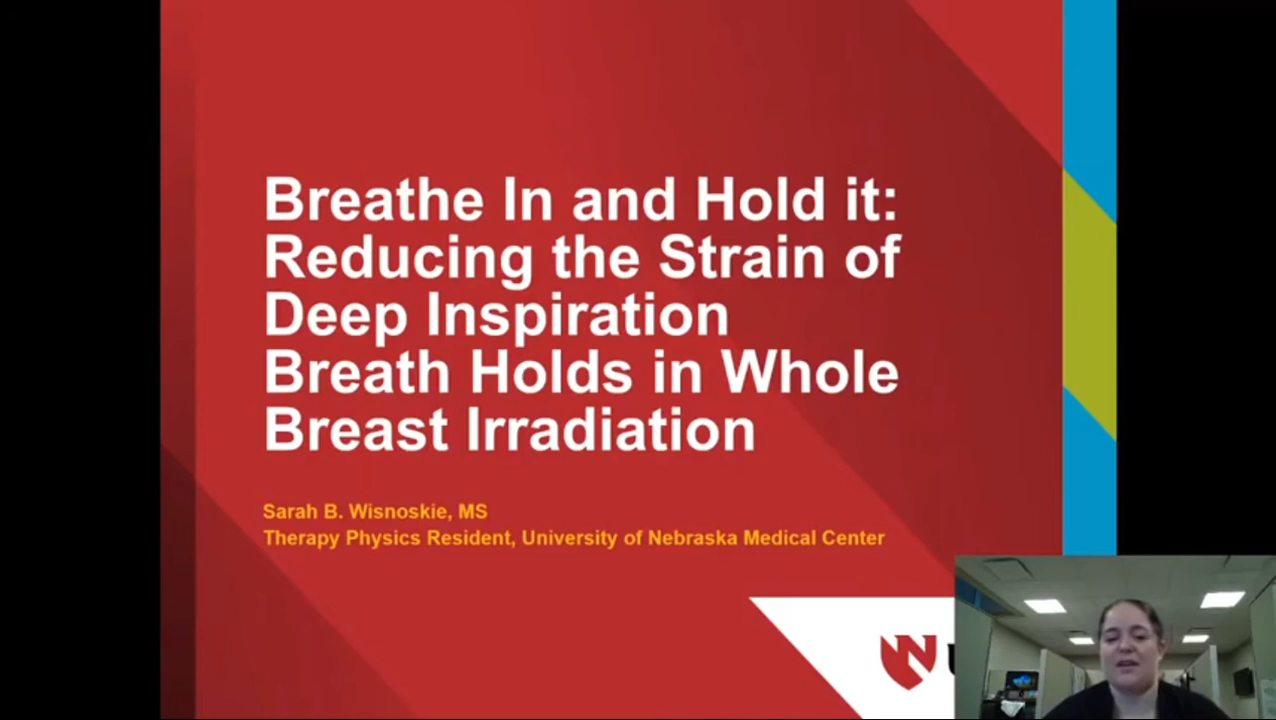 Breathe In and Hold it:
Reducing the Strain of
Deep Inspiration
Breath Holds in Whole
Breast Irradiation
Sarah B. Wisnoskie, MS
Therapy Physics Resident, University of Nebraska Medical Center